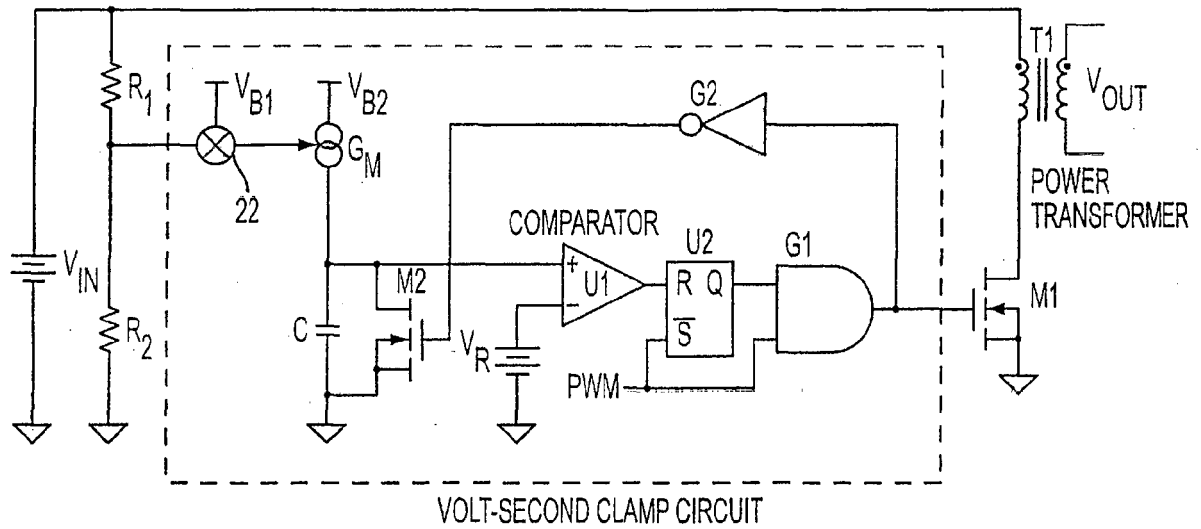 T1
R1
VB1
VB2
G2
VOUT
GM
22
POWER
TRANSFORMER
COMPARATOR
U2
G1
VIN
M2
+
U1
R Q
M1
C
−
S̅
R2
VR
PWM
VOLT-SECOND CLAMP CIRCUIT